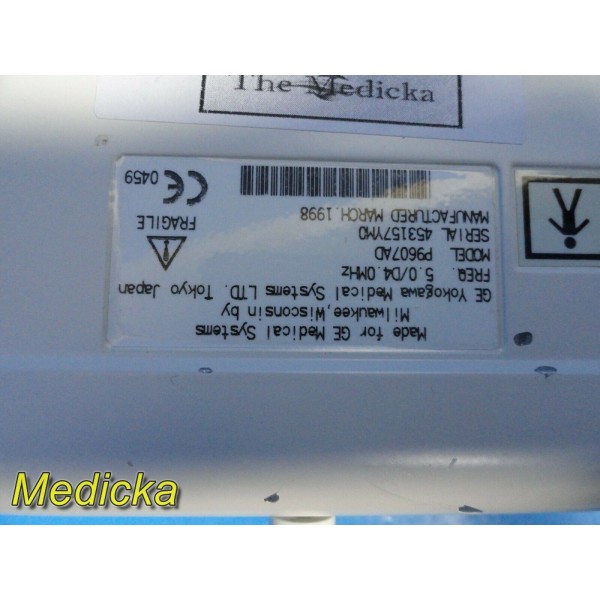 The Medicka
Made for GE Medical Systems
Milwaukee,Wisconsin by
GE Yokogawa Medical Systems LTD. Tokyo Japan
FREQ. 5.0/D4.0MHz
MODEL P9607AD
SERIAL 453157YM0
MANUFACTURED MARCH.1998
FRAGILE
CE 0459
Medicka